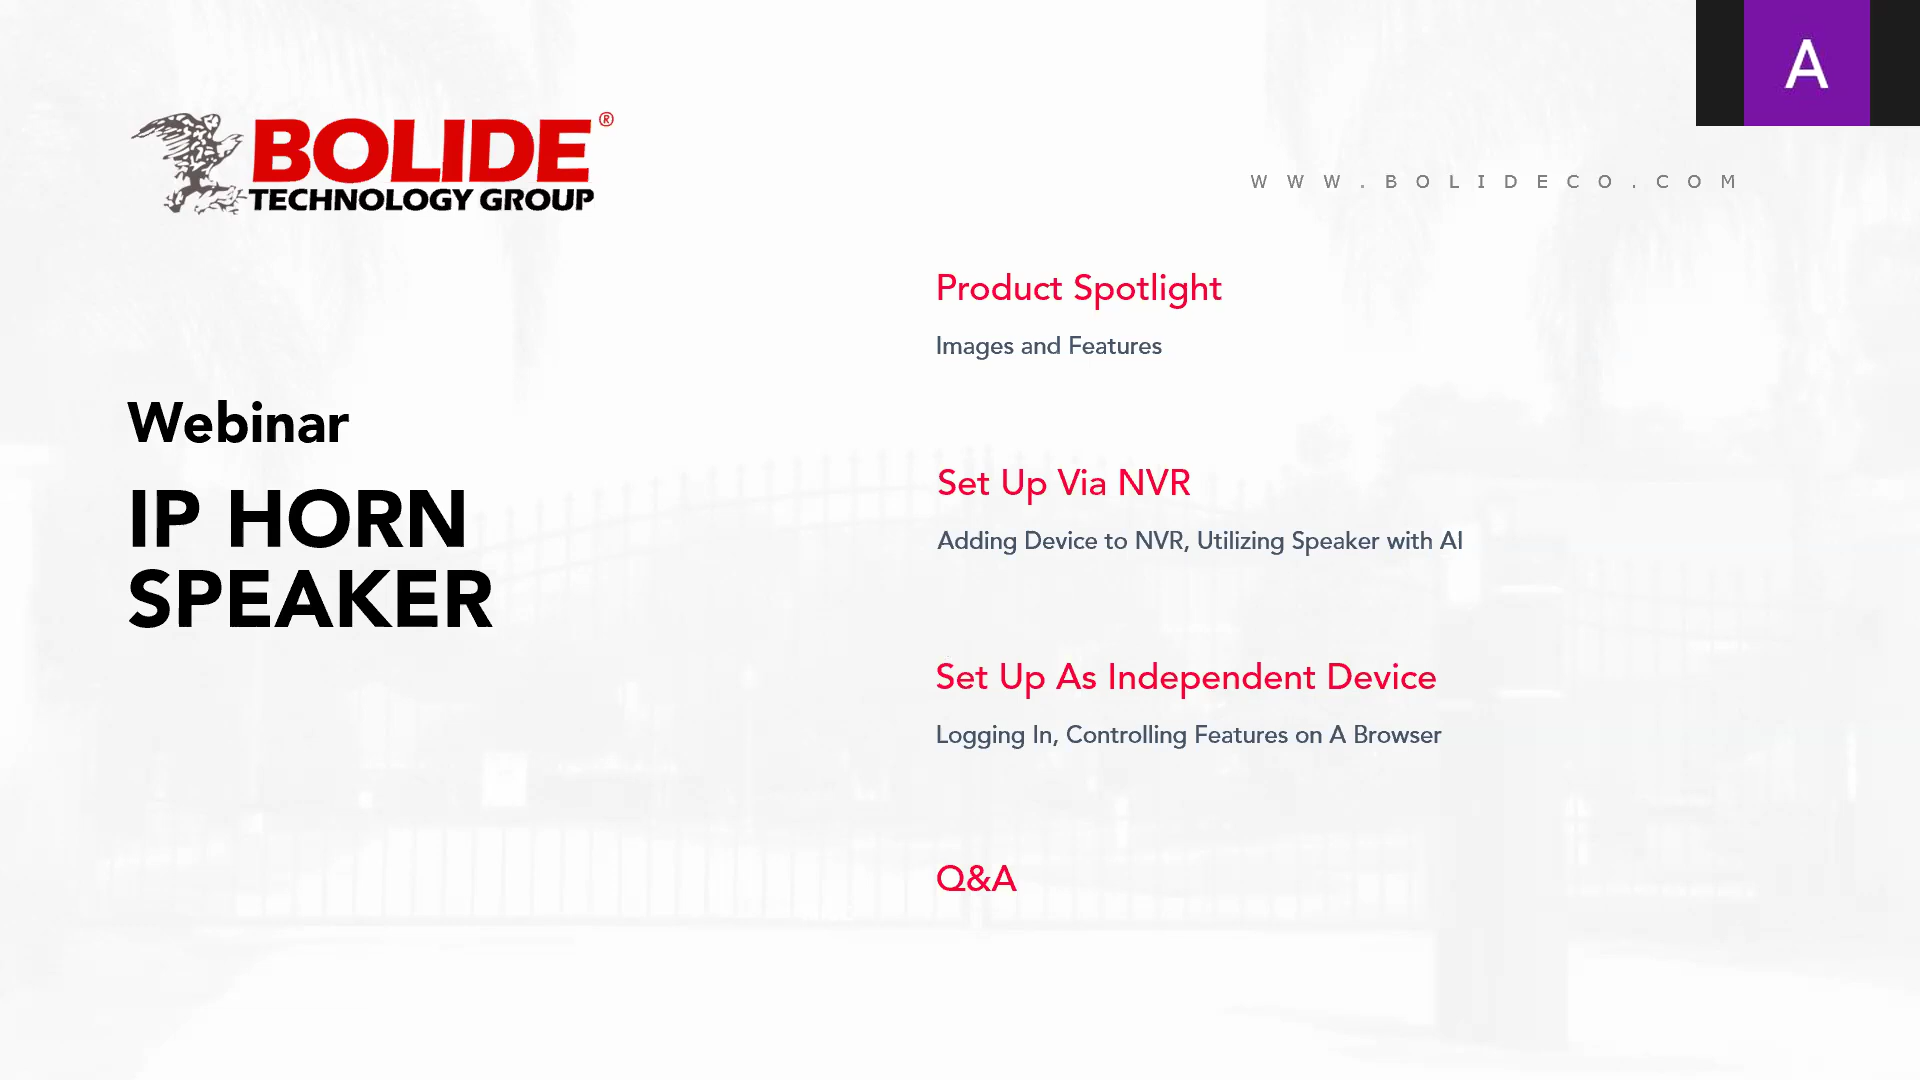 BOLIDE®
TECHNOLOGY GROUP
A
WWW.BOLIDECO.COM
Webinar
IP HORN
SPEAKER
Product Spotlight
Images and Features
Set Up Via NVR
Adding Device to NVR, Utilizing Speaker with AI
Set Up As Independent Device
Logging In, Controlling Features on A Browser
Q&A